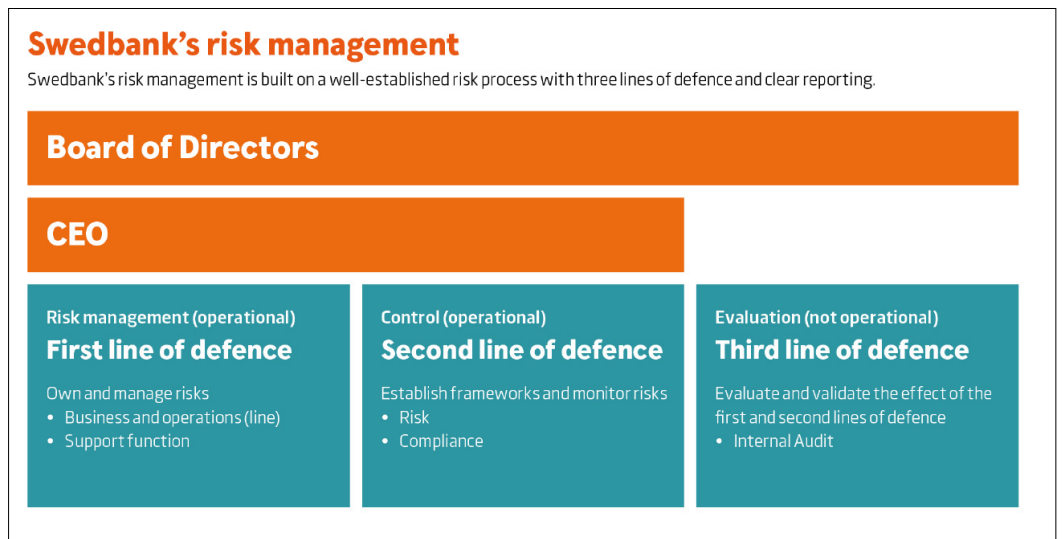 Swedbank’s risk management
Swedbank’s risk management is built on a well-established risk process with three lines of defence and clear reporting.
Board of Directors
CEO
Risk management (operational)
First line of defence
Own and manage risks
• Business and operations (line)
• Support function
Control (operational)
Second line of defence
Establish frameworks and monitor risks
• Risk
• Compliance
Evaluation (not operational)
Third line of defence
Evaluate and validate the effect of the
first and second lines of defence
• Internal Audit